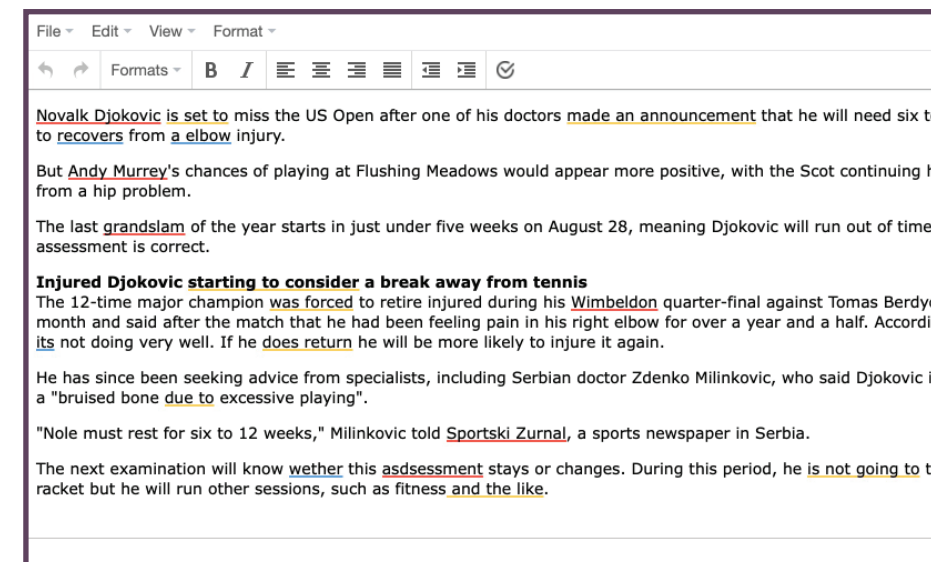 File Edit View Format
Formats B I
Novalk Djokovic is set to miss the US Open after one of his doctors made an announcement that he will need six
to recovers from a elbow injury.
But Andy Murrey's chances of playing at Flushing Meadows would appear more positive, with the Scot continuing
from a hip problem.
The last grandslam of the year starts in just under five weeks on August 28, meaning Djokovic will run out of time
assessment is correct.
Injured Djokovic starting to consider a break away from tennis
The 12-time major champion was forced to retire injured during his Wimbeldon quarter-final against Tomas
month and said after the match that he had been feeling pain in his right elbow for over a year and a half.
its not doing very well. If he does return he will be more likely to injure it again.
He has since been seeking advice from specialists, including Serbian doctor Zdenko Milinkovic, who said Djokovic
a "bruised bone due to excessive playing".
"Nole must rest for six to 12 weeks," Milinkovic told Sportski Zurnal, a sports newspaper in Serbia.
The next examination will know wether this asdsessment stays or changes. During this period, he is not going to
racket but he will run other sessions, such as fitness and the like.